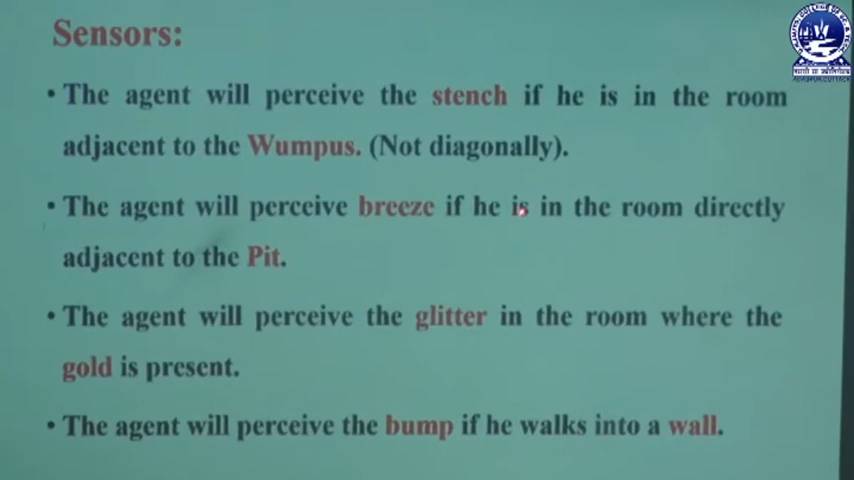 Sensors:
• The agent will perceive the stench if he is in the room
adjacent to the Wumpus. (Not diagonally).
• The agent will perceive breeze if he is in the room directly
adjacent to the Pit.
• The agent will perceive the glitter in the room where the
gold is present.
• The agent will perceive the bump if he walks into a wall.